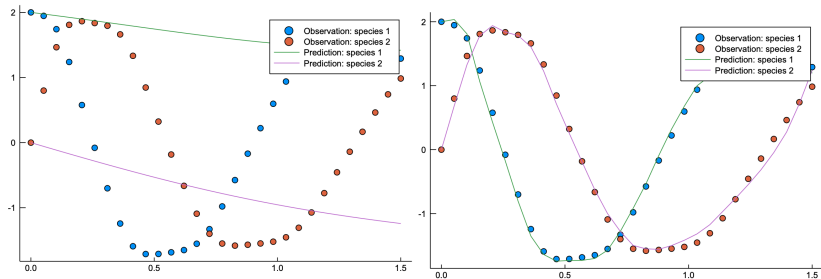 2
1
0
-1
0.0
0.5
1.0
1.5
Observation: species 1
Observation: species 2
Prediction: species 1
Prediction: species 2
2
1
0
-1
0.0
0.5
1.0
1.5
Observation: species 1
Observation: species 2
Prediction: species 1
Prediction: species 2